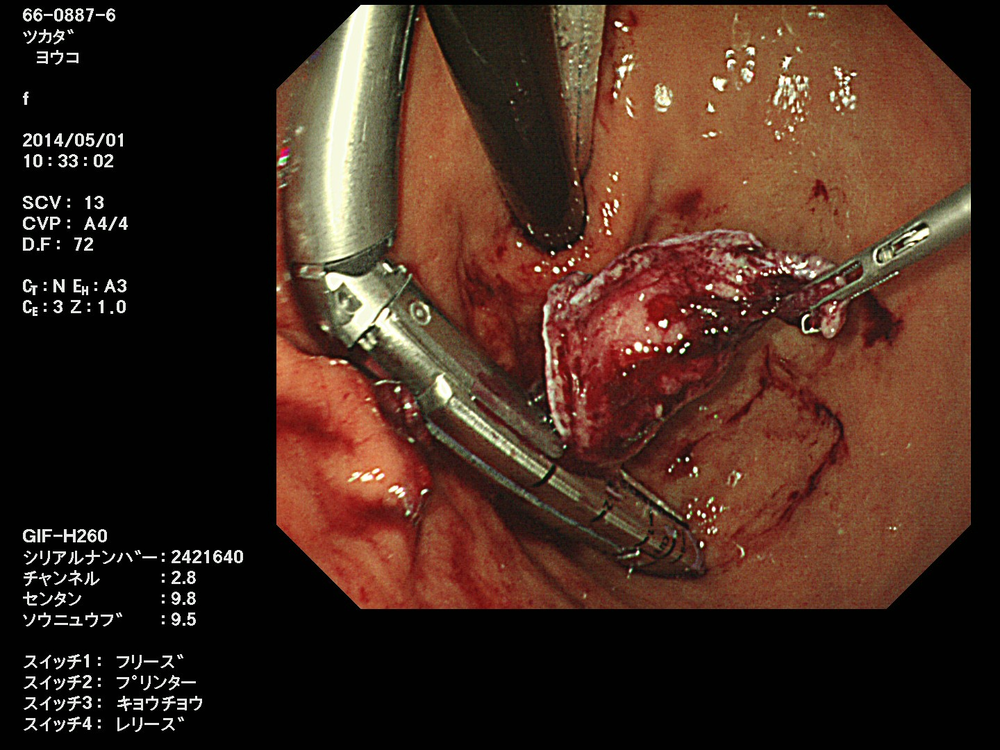 66-0887-6
ツカダ
ヨウコ
f
2014/05/01
10:33:02
SCV: 13
CVP: A4/4
D.F: 72
CT:N EH:A3
CE:3 Z:1.0
GIF-H260
シリアルナンバー:2421640
チャンネル :2.8
センタン :9.8
ソウニュウブ :9.5
スイッチ1: フリーズ
スイッチ2: プリンター
スイッチ3: キョウチョウ
スイッチ4: レリーズ